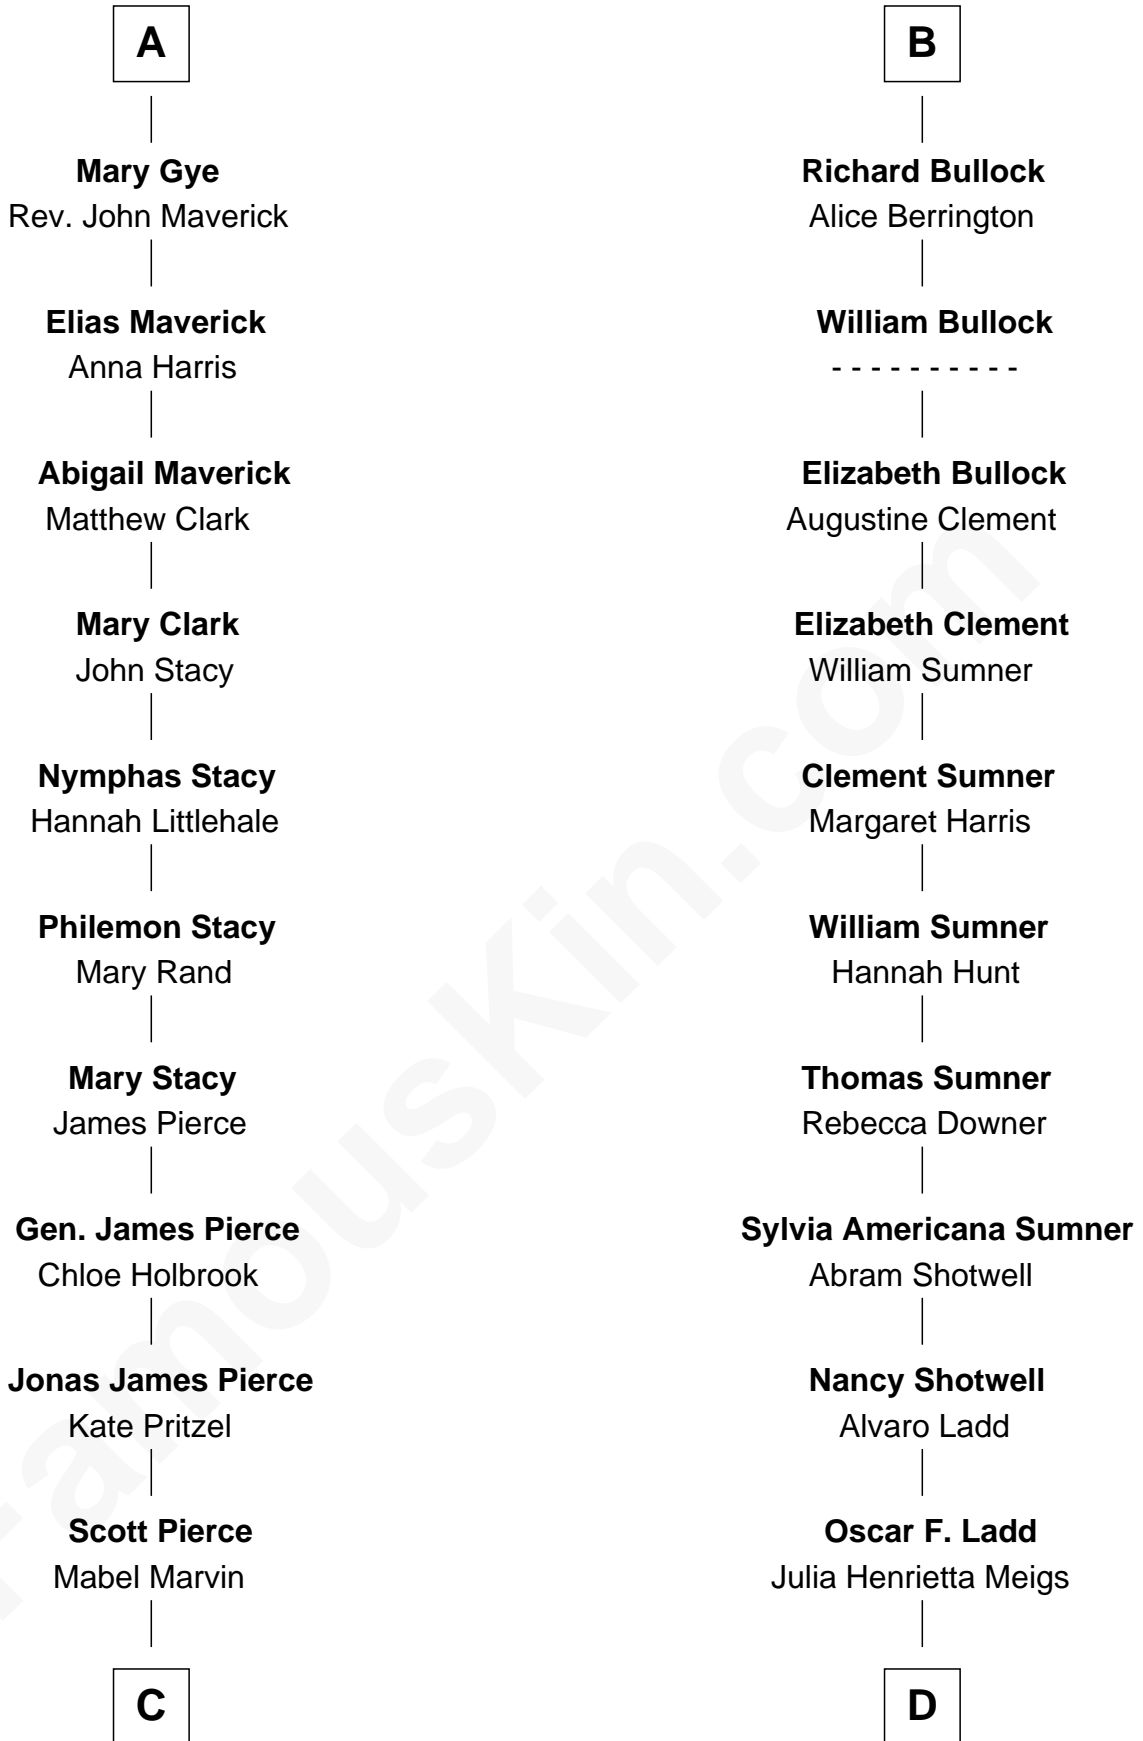 A
Mary Gye
Rev. John Maverick
Elias Maverick
Anna Harris
Abigail Maverick
Matthew Clark
Mary Clark
John Stacy
Nymphas Stacy
Hannah Littlehale
Philemon Stacy
Mary Rand
Mary Stacy
James Pierce
Gen. James Pierce
Chloe Holbrook
Jonas James Pierce
Kate Pritzel
Scott Pierce
Mabel Marvin
C
B
Richard Bullock
Alice Berrington
William Bullock
- - - - - - - - - -
Elizabeth Bullock
Augustine Clement
Elizabeth Clement
William Sumner
Clement Sumner
Margaret Harris
William Sumner
Hannah Hunt
Thomas Sumner
Rebecca Downer
Sylvia Americana Sumner
Abram Shotwell
Nancy Shotwell
Alvaro Ladd
Oscar F. Ladd
Julia Henrietta Meigs
D
FamousKin.com